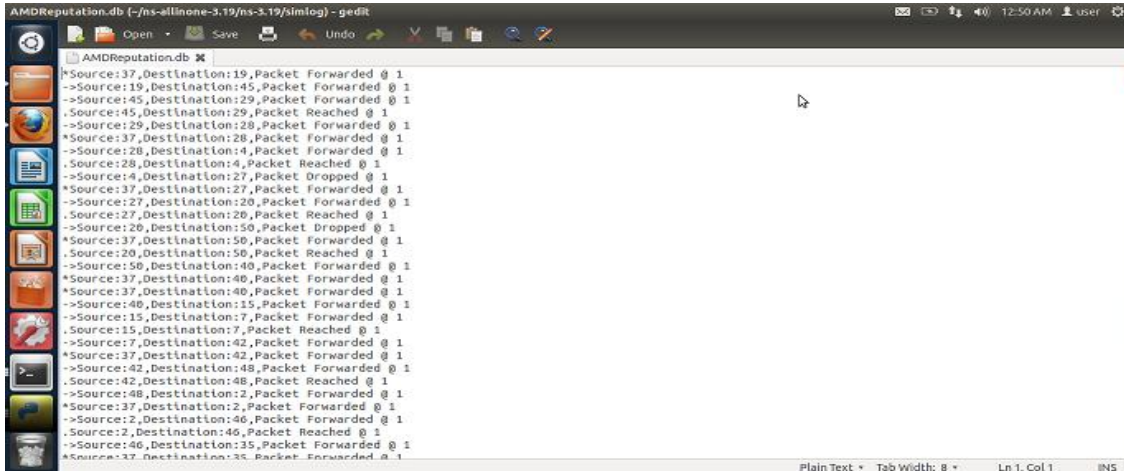 AMDReputation.db (~/ns-allinone-3.19/ns-3.19/simlog) - gedit
12:50 AM user
Open Save Undo
AMDReputation.db
*Source:37,Destination:19,Packet Forwarded @ 1
->Source:19,Destination:45,Packet Forwarded @ 1
->Source:45,Destination:29,Packet Forwarded @ 1
.Source:45,Destination:29,Packet Reached @ 1
->Source:29,Destination:28,Packet Forwarded @ 1
*Source:37,Destination:28,Packet Forwarded @ 1
->Source:28,Destination:4,Packet Forwarded @ 1
.Source:28,Destination:4,Packet Reached @ 1
->Source:4,Destination:27,Packet Dropped @ 1
*Source:37,Destination:27,Packet Forwarded @ 1
->Source:27,Destination:20,Packet Forwarded @ 1
.Source:27,Destination:20,Packet Reached @ 1
->Source:20,Destination:50,Packet Dropped @ 1
*Source:37,Destination:50,Packet Forwarded @ 1
.Source:20,Destination:50,Packet Reached @ 1
->Source:50,Destination:40,Packet Forwarded @ 1
*Source:37,Destination:40,Packet Forwarded @ 1
*Source:37,Destination:40,Packet Forwarded @ 1
->Source:40,Destination:15,Packet Forwarded @ 1
->Source:15,Destination:7,Packet Forwarded @ 1
.Source:15,Destination:7,Packet Reached @ 1
->Source:7,Destination:42,Packet Forwarded @ 1
*Source:37,Destination:42,Packet Forwarded @ 1
->Source:42,Destination:48,Packet Forwarded @ 1
.Source:42,Destination:48,Packet Reached @ 1
->Source:48,Destination:2,Packet Forwarded @ 1
*Source:37,Destination:2,Packet Forwarded @ 1
->Source:2,Destination:46,Packet Forwarded @ 1
.Source:2,Destination:46,Packet Reached @ 1
->Source:46,Destination:35,Packet Forwarded @ 1
*Source:37,Destination:35,Packet Forwarded @ 1
Plain Text Tab Width: 8 Ln 1, Col 1 INS